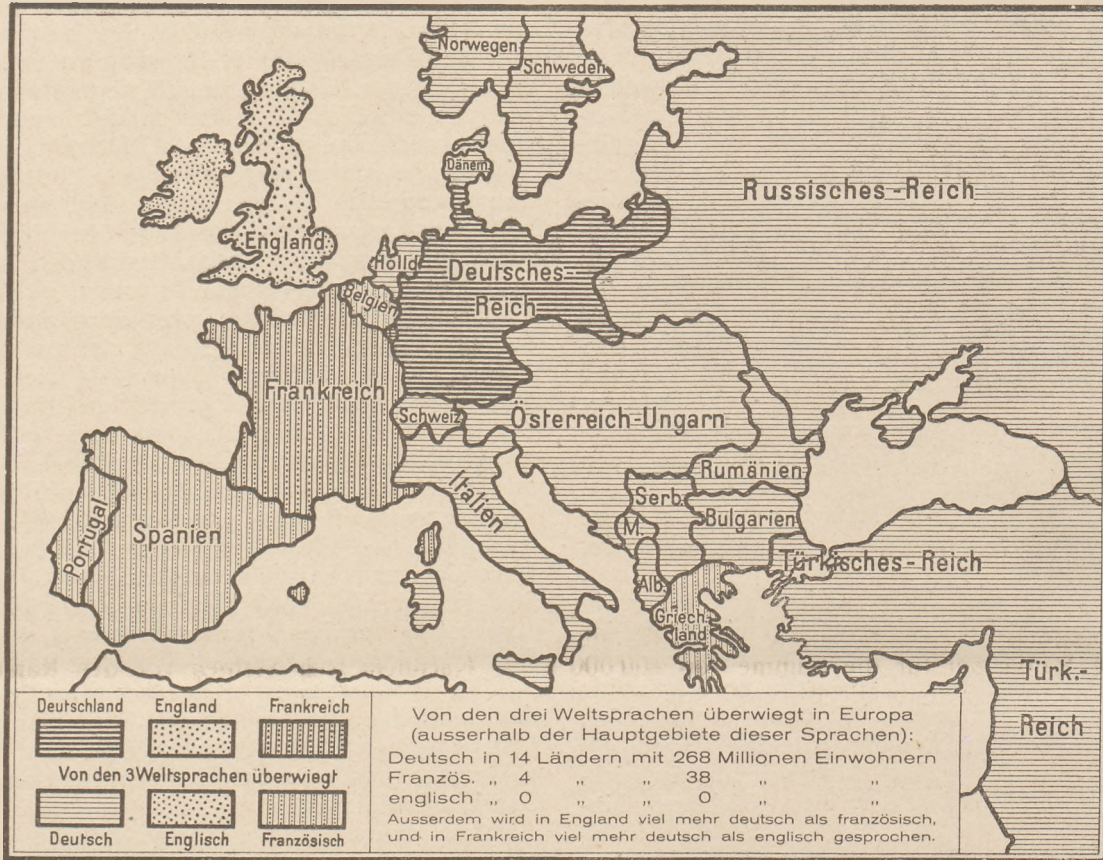 Norwegen
Schweden
Dänem.
Russisches-Reich
England
Holld.
Deutsches-
Reich
Belgien
Frankreich
Schweiz
Österreich-Ungarn
Rumänien
Italien
Serb.
Bulgarien
M.
Portugal
Spanien
Türkisches-Reich
Alb.
Griech-
land
Türk.-
Reich
Deutschland England Frankreich
Von den 3 Weltsprachen überwiegt
Deutsch Englisch Französisch
Von den drei Weltsprachen überwiegt in Europa
(ausserhalb der Hauptgebiete dieser Sprachen):
Deutsch in 14 Ländern mit 268 Millionen Einwohnern
Französ. „ 4 „ „ 38 „ „
englisch „ 0 „ „ 0 „ „
Ausserdem wird in England viel mehr deutsch als französisch,
und in Frankreich viel mehr deutsch als englisch gesprochen.